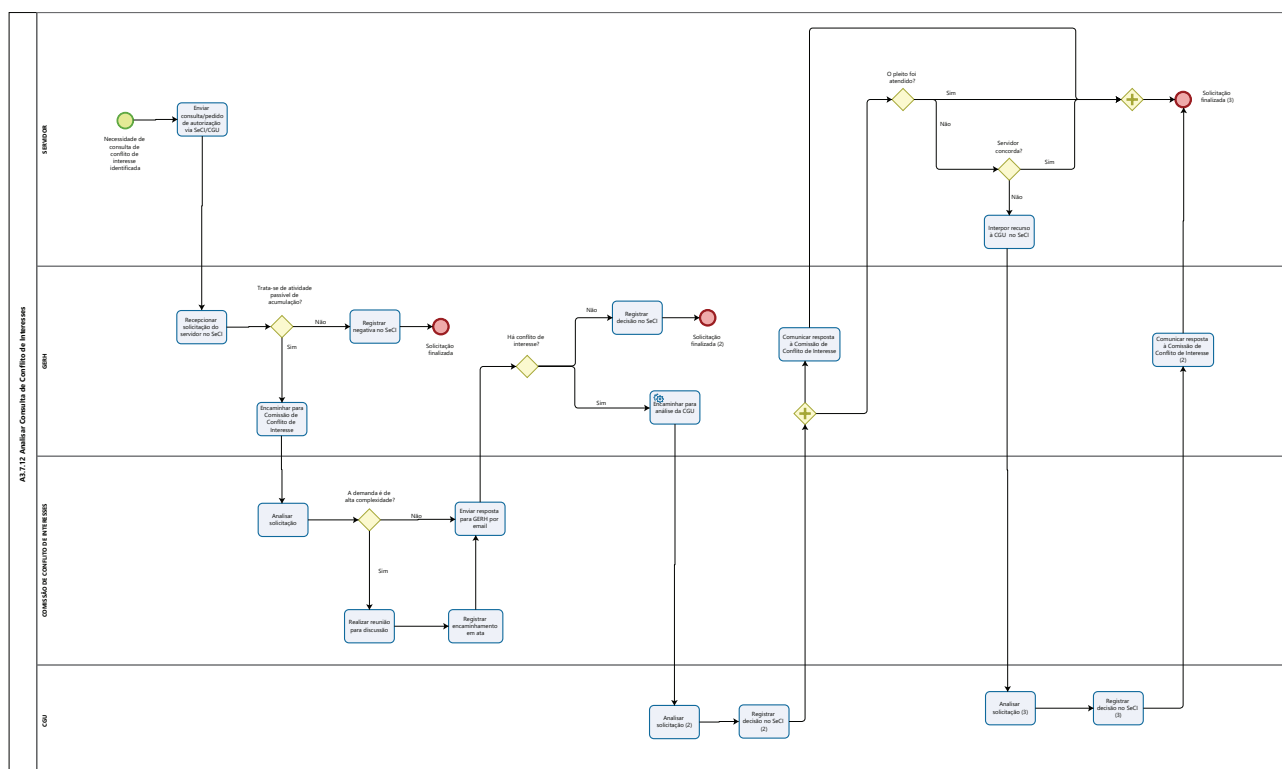 A3.7.12 Analisar Consulta de Conflito de Interesses
SERVIDOR
Necessidade de
consulta de
conflito de
interesse
identificada
Enviar
consulta/pedido
de autorização
via SeCI/CGU
O pleito foi
atendido?
Sim
Não
Servidor
concorda?
Sim
Não
Interpor recurso
à CGU no SeCI
Solicitação
finalizada (3)
GERH
Recepcionar
solicitação do
servidor no SeCI
Trata-se de atividade
passível de
acumulação?
Não
Sim
Registrar
negativa no SeCI
Solicitação
finalizada
Encaminhar para
Comissão de
Conflito de
Interesse
Há conflito de
interesse?
Não
Sim
Registrar
decisão no SeCI
Solicitação
finalizada (2)
Encaminhar para
análise da CGU
Comunicar resposta
à Comissão de
Conflito de Interesse
Comunicar resposta
à Comissão de
Conflito de Interesse
(2)
COMISSÃO DE CONFLITO DE INTERESSES
Analisar
solicitação
A demanda é de
alta complexidade?
Não
Sim
Enviar resposta
para GERH por
email
Realizar reunião
para discussão
Registrar
encaminhamento
em ata
CGU
Analisar
solicitação (2)
Registrar
decisão no SeCI
(2)
Analisar
solicitação (3)
Registrar
decisão no SeCI
(3)